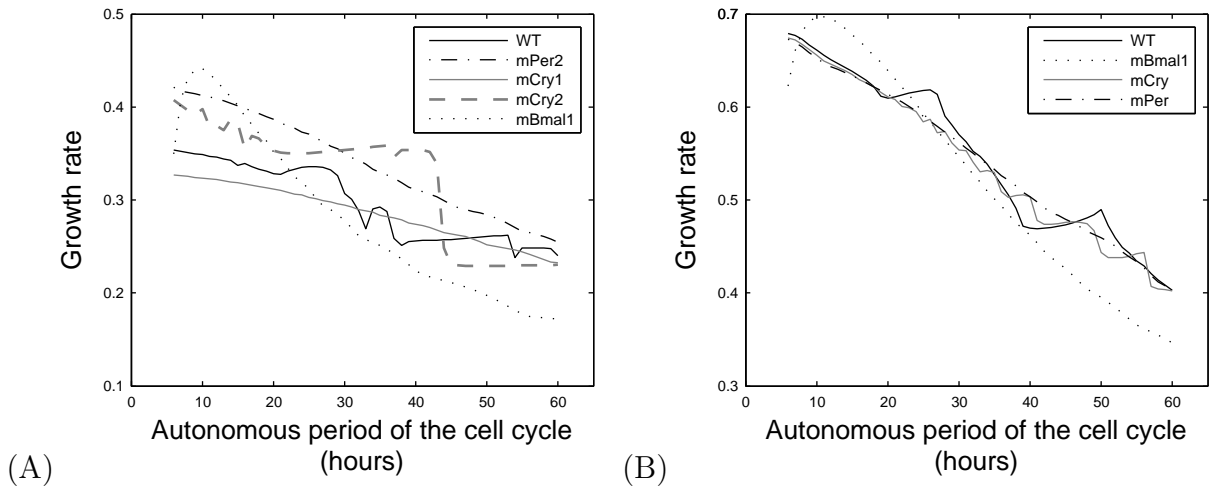 0.5
0.4
0.3
0.2
0.1
0 10 20 30 40 50 60
Growth rate
Autonomous period of the cell cycle
(hours)
WT
mPer2
mCry1
mCry2
mBmal1
(A)
0.7
0.7
0.6
0.5
0.4
0.3
0 10 20 30 40 50 60
Growth rate
Autonomous period of the cell cycle
(hours)
WT
mBmal1
mCry
mPer
(B)